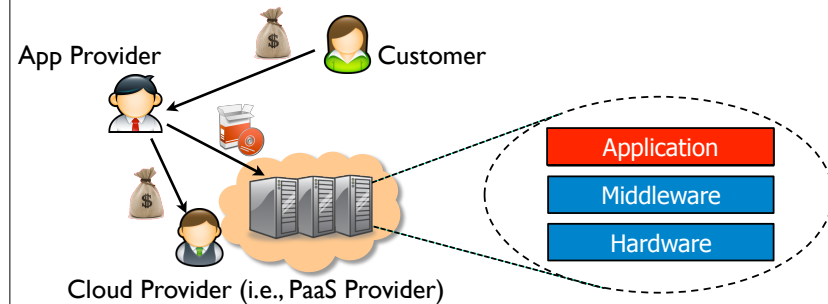 $
App Provider
Customer
Application
$
Middleware
Hardware
Cloud Provider (i.e., PaaS Provider)